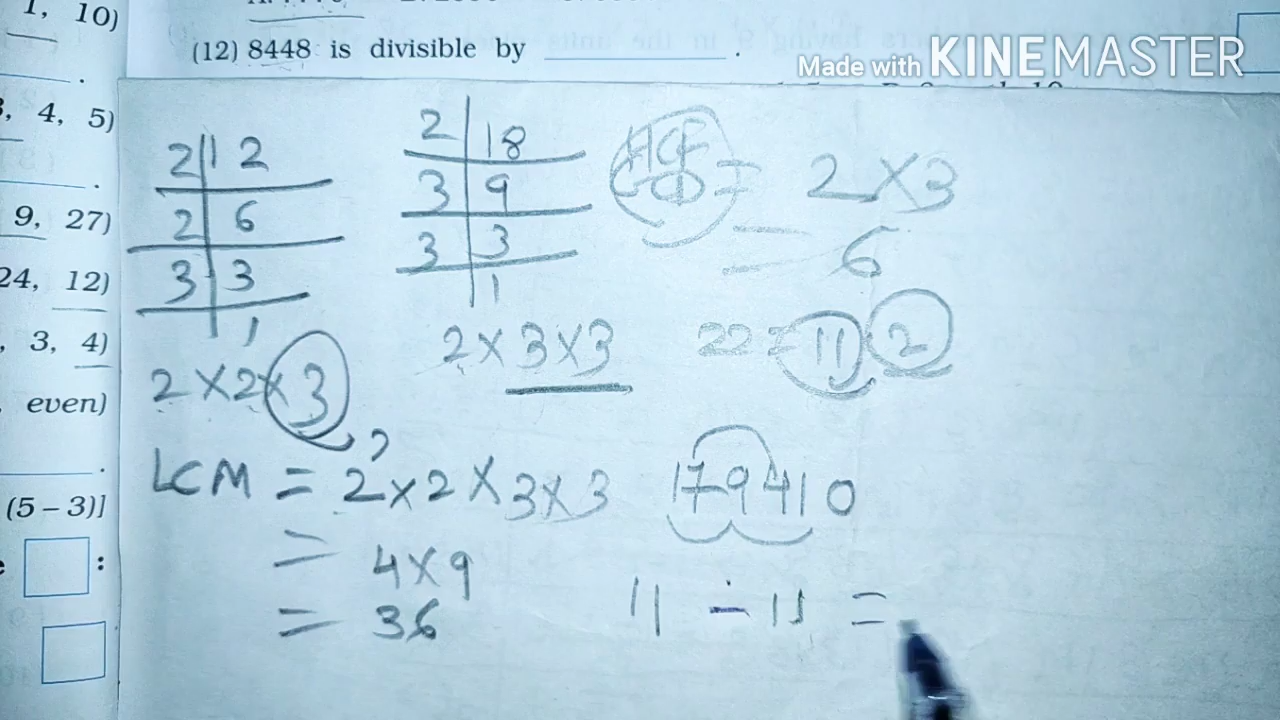 1, 10)
(12) 8448 is divisible by ________ .
Made with KINEMASTER
, 4, 5)
9, 27)
24, 12)
, 3, 4)
even)
(5 – 3)]
:
2 | 12
2 | 6
3 | 3
1
2 × 2 × 3
2 | 18
3 | 9
3 | 3
1
2 × 3 × 3
HCF = 2 × 3
= 6
22 = 11 2
LCM = 2 × 2 × 3 × 3
= 4 × 9
= 36
179410
11 - 11 =